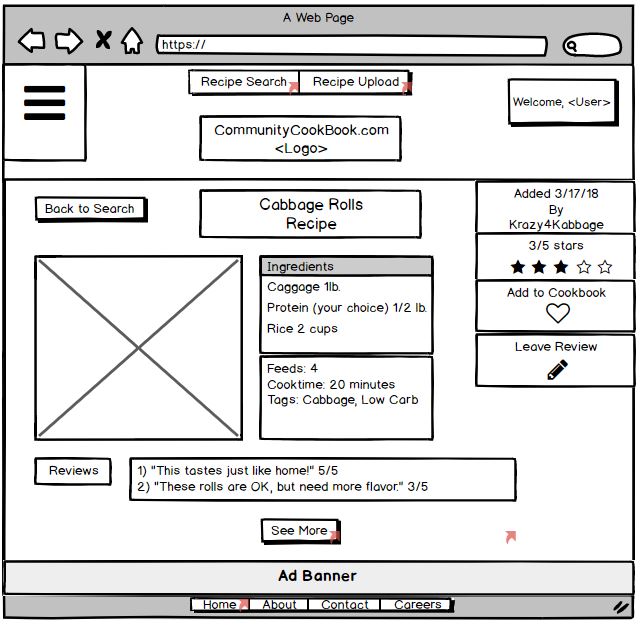 A Web Page
https://
Recipe Search
Recipe Upload
Welcome, <User>
CommunityCookBook.com
<Logo>
Back to Search
Cabbage Rolls
Recipe
Added 3/17/18
By
Krazy4Kabbage
3/5 stars
Add to Cookbook
Leave Review
Ingredients
Caggage 1lb.
Protein (your choice) 1/2 lb.
Rice 2 cups
Feeds: 4
Cooktime: 20 minutes
Tags: Cabbage, Low Carb
Reviews
1) "This tastes just like home!" 5/5
2) "These rolls are OK, but need more flavor." 3/5
See More
Ad Banner
Home
About
Contact
Careers